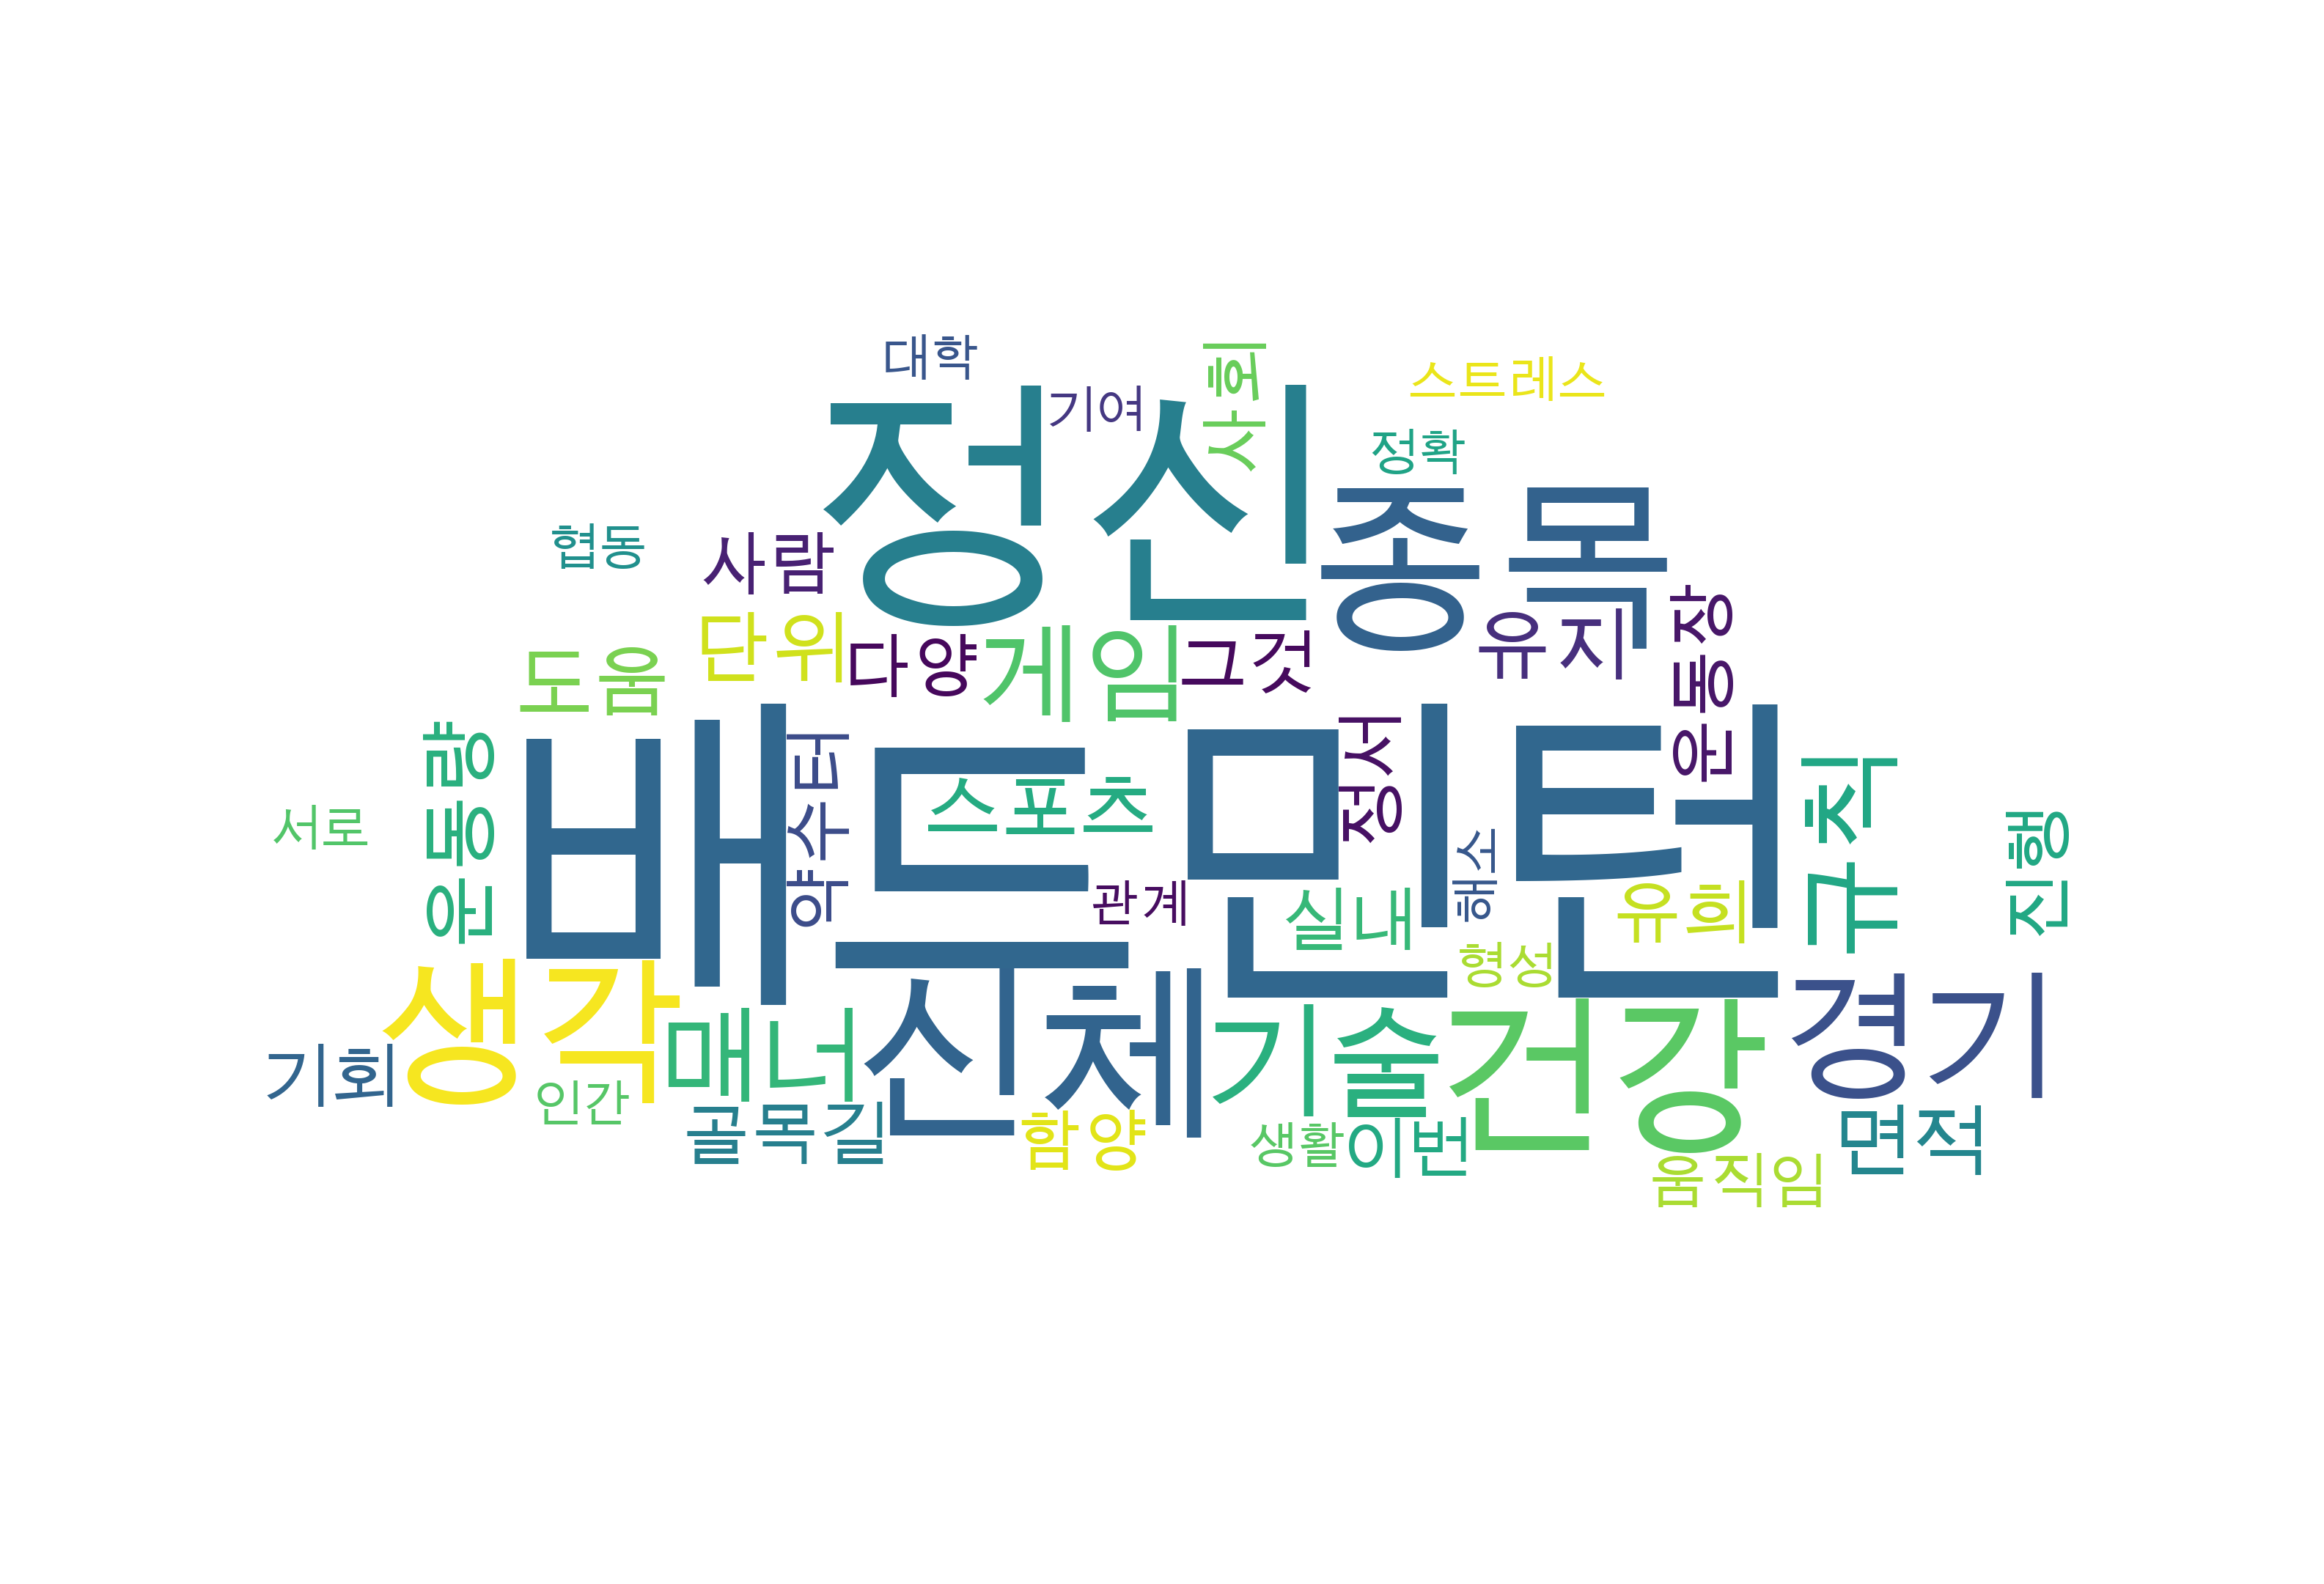 대학
기여
사회
스트레스
정확
정신
종목
협동
사람
단위
다양
게임
그것
유지
운동장
도움
운동량
배드민턴
약수터
스포츠
정서
해소
규칙
진행
서로
관계
실내
유희
형성
생각
신체
경기
기회
인간
매너
기술
건강
골목길
함양
생활
이번
면적
움직임